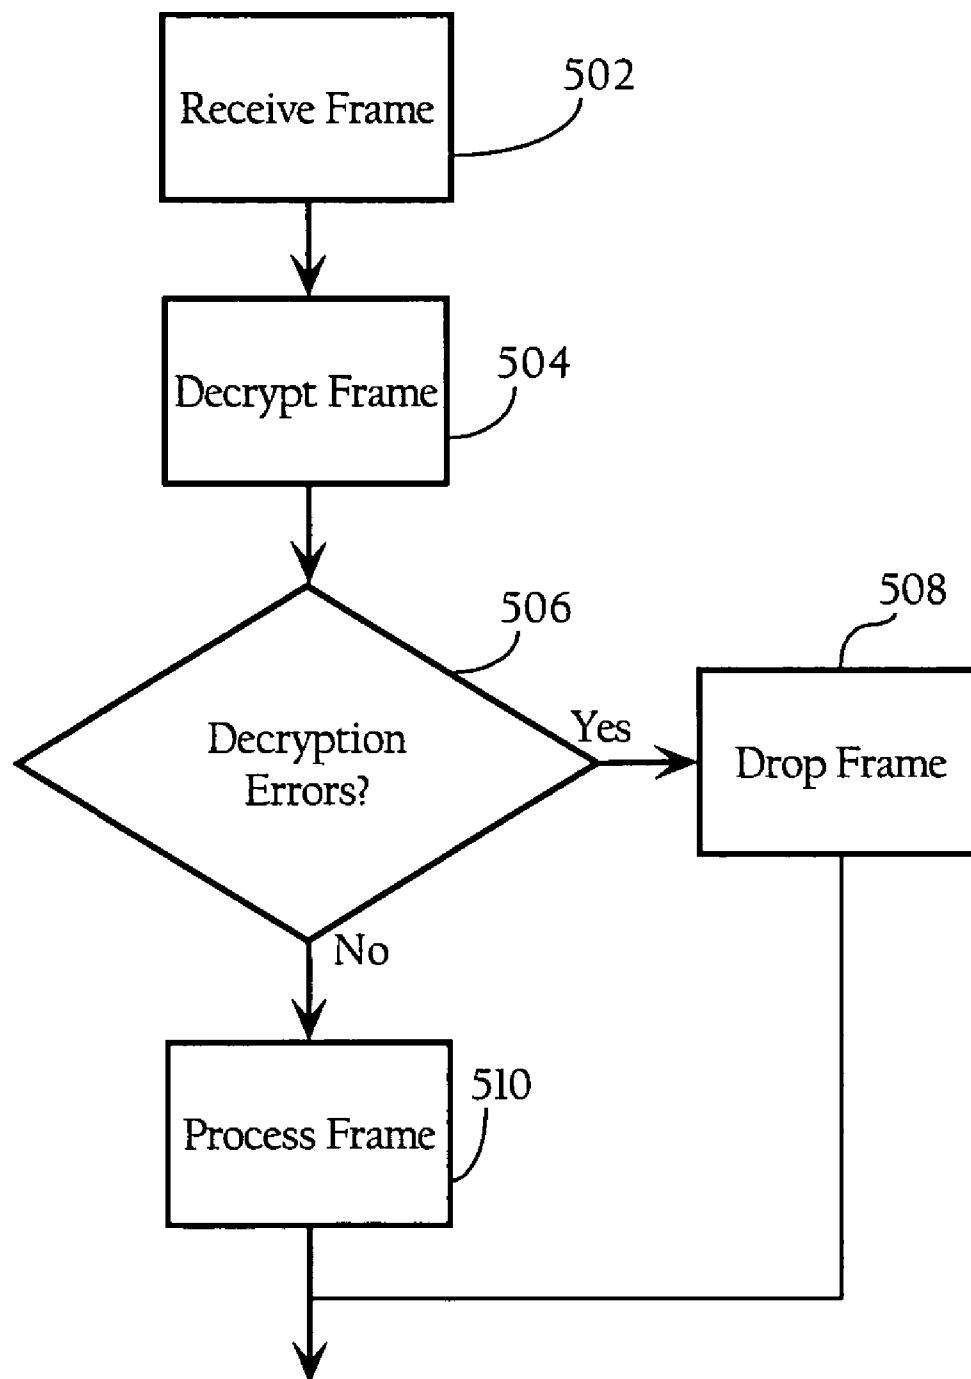 502
Receive Frame
504
Decrypt Frame
506
508
Decryption
Errors?
Yes
Drop Frame
No
510
Process Frame